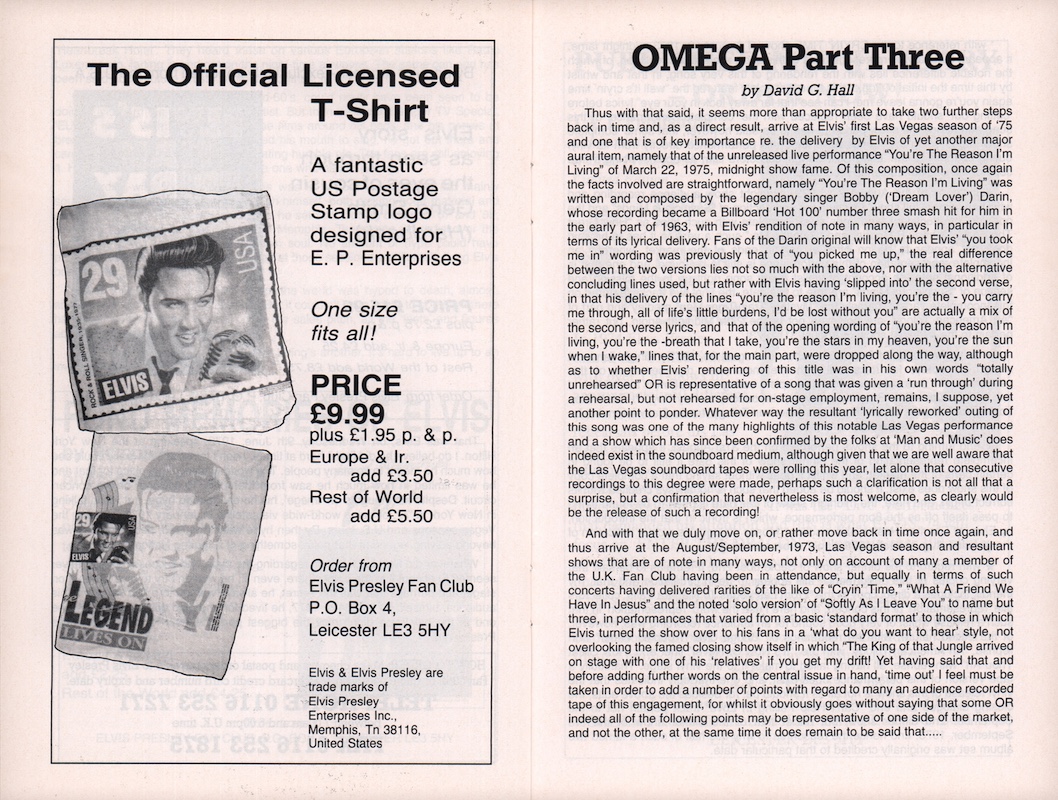 The Official Licensed
T-Shirt
A fantastic
US Postage
Stamp logo
designed for
E. P. Enterprises
One size
fits all!
PRICE
£9.99
plus £1.95 p. & p.
Europe & Ir.
add £3.50
Rest of World
add £5.50
Order from
Elvis Presley Fan Club
P.O. Box 4,
Leicester LE3 5HY
Elvis & Elvis Presley are
trade marks of
Elvis Presley
Enterprises Inc.,
Memphis, Tn 38116,
United States
29
USA
ROCK & ROLL SINGER, 1935-1977
ELVIS
29
USA
ELVIS
the
LEGEND
LIVES ON
OMEGA Part Three
by David G. Hall
Thus with that said, it seems more than appropriate to take two further steps
back in time and, as a direct result, arrive at Elvis' first Las Vegas season of '75
and one that is of key importance re. the delivery by Elvis of yet another major
aural item, namely that of the unreleased live performance “You're The Reason I'm
Living” of March 22, 1975, midnight show fame. Of this composition, once again
the facts involved are straightforward, namely “You're The Reason I'm Living” was
written and composed by the legendary singer Bobby (‘Dream Lover’) Darin,
whose recording became a Billboard ‘Hot 100’ number three smash hit for him in
the early part of 1963, with Elvis' rendition of note in many ways, in particular in
terms of its lyrical delivery. Fans of the Darin original will know that Elvis' “you took
me in” wording was previously that of “you picked me up,” the real difference
between the two versions lies not so much with the above, nor with the alternative
concluding lines used, but rather with Elvis having ‘slipped into’ the second verse,
in that his delivery of the lines “you're the reason I'm living, you're the - you carry
me through, all of life's little burdens, I'd be lost without you” are actually a mix of
the second verse lyrics, and that of the opening wording of “you're the reason I'm
living, you're the -breath that I take, you're the stars in my heaven, you're the sun
when I wake,” lines that, for the main part, were dropped along the way, although
as to whether Elvis' rendering of this title was in his own words “totally
unrehearsed” OR is representative of a song that was given a ‘run through’ during
a rehearsal, but not rehearsed for on-stage employment, remains, I suppose, yet
another point to ponder. Whatever way the resultant ‘lyrically reworked’ outing of
this song was one of the many highlights of this notable Las Vegas performance
and a show which has since been confirmed by the folks at ‘Man and Music’ does
indeed exist in the soundboard medium, although given that we are well aware that
the Las Vegas soundboard tapes were rolling this year, let alone that consecutive
recordings to this degree were made, perhaps such a clarification is not all that a
surprise, but a confirmation that nevertheless is most welcome, as clearly would
be the release of such a recording!
And with that we duly move on, or rather move back in time once again, and
thus arrive at the August/September, 1973, Las Vegas season and resultant
shows that are of note in many ways, not only on account of many a member of
the U.K. Fan Club having been in attendance, but equally in terms of such
concerts having delivered rarities of the like of “Cryin' Time,” “What A Friend We
Have In Jesus” and the noted ‘solo version’ of “Softly As I Leave You” to name but
three, in performances that varied from a basic ‘standard format’ to those in which
Elvis turned the show over to his fans in a ‘what do you want to hear’ style, not
overlooking the famed closing show itself in which “The King of that Jungle arrived
on stage with one of his ‘relatives’ if you get my drift! Yet having said that and
before adding further words on the central issue in hand, ‘time out’ I feel must be
taken in order to add a number of points with regard to many an audience recorded
tape of this engagement, for whilst it obviously goes without saying that some OR
indeed all of the following points may be representative of one side of the market,
and not the other, at the same time it does remain to be said that.....